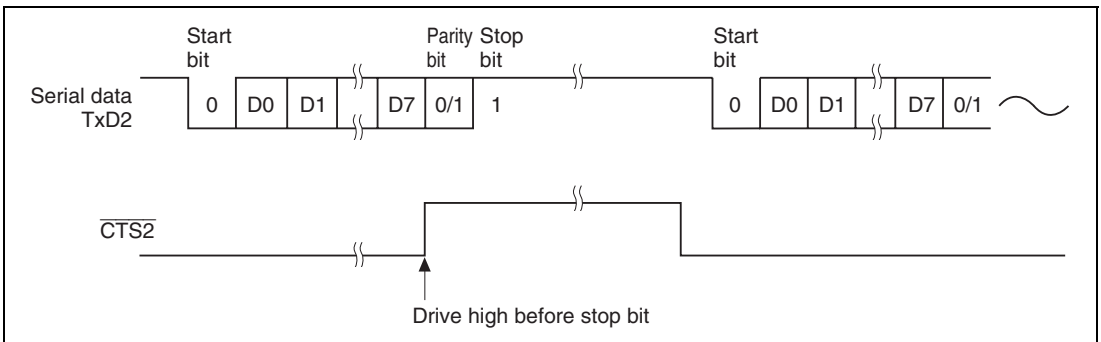 Start bit
Parity bit
Stop bit
Start bit
Serial data TxD2
0 D0 D1 D7 0/1 1 0 D0 D1 D7 0/1
CTS2
Drive high before stop bit